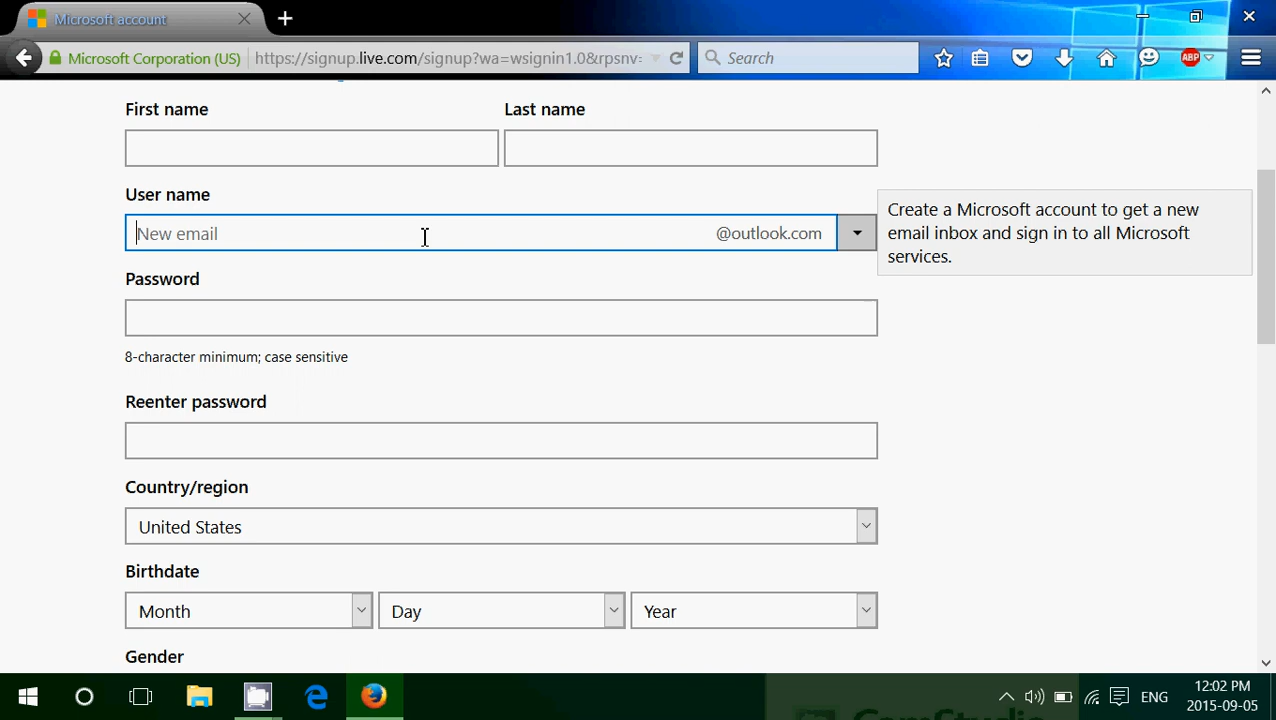 Microsoft account
Microsoft Corporation (US)
https://signup.live.com/signup?wa=wsignin1.0&rpsnv=
Search
ABP
First name
Last name
User name
New email
@outlook.com
Create a Microsoft account to get a new
email inbox and sign in to all Microsoft
services.
Password
8-character minimum; case sensitive
Reenter password
Country/region
United States
Birthdate
Month
Day
Year
Gender
ENG
12:02 PM
2015-09-05
CamStudio